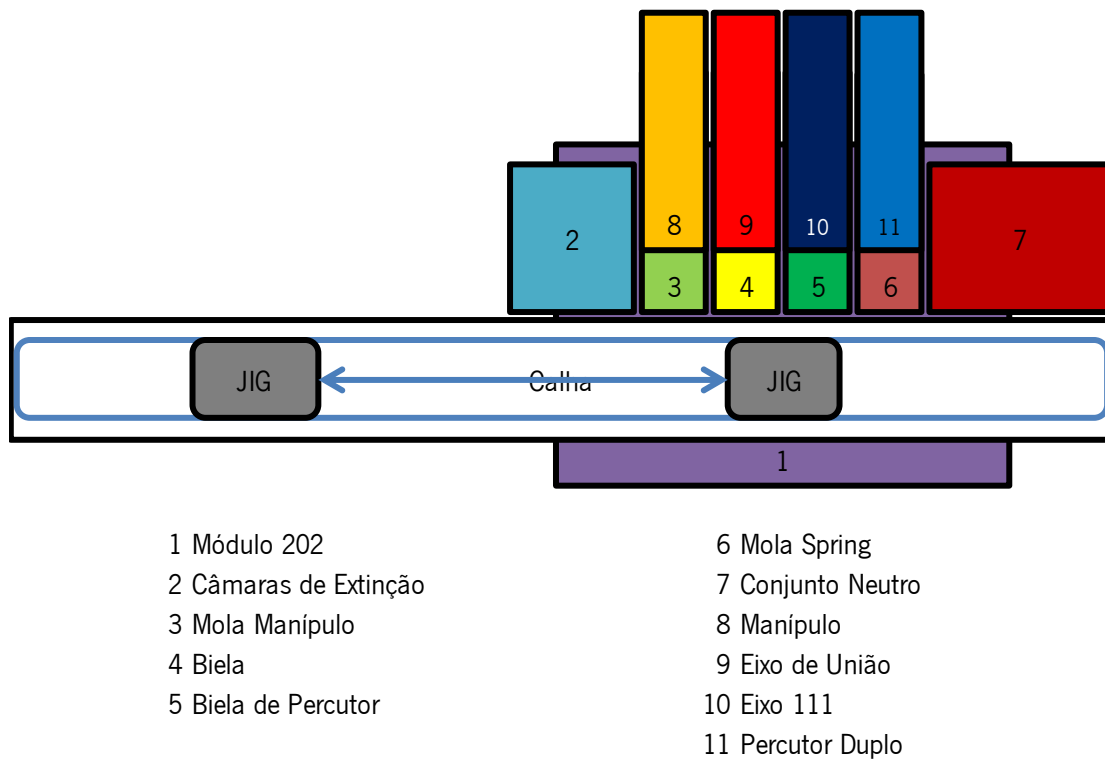 8
9
10
11
2
7
3
4
5
6
JIG
Calha
JIG
1
1 Módulo 202
2 Câmaras de Extinção
3 Mola Manípulo
4 Biela
5 Biela de Percutor
6 Mola Spring
7 Conjunto Neutro
8 Manípulo
9 Eixo de União
10 Eixo 111
11 Percutor Duplo